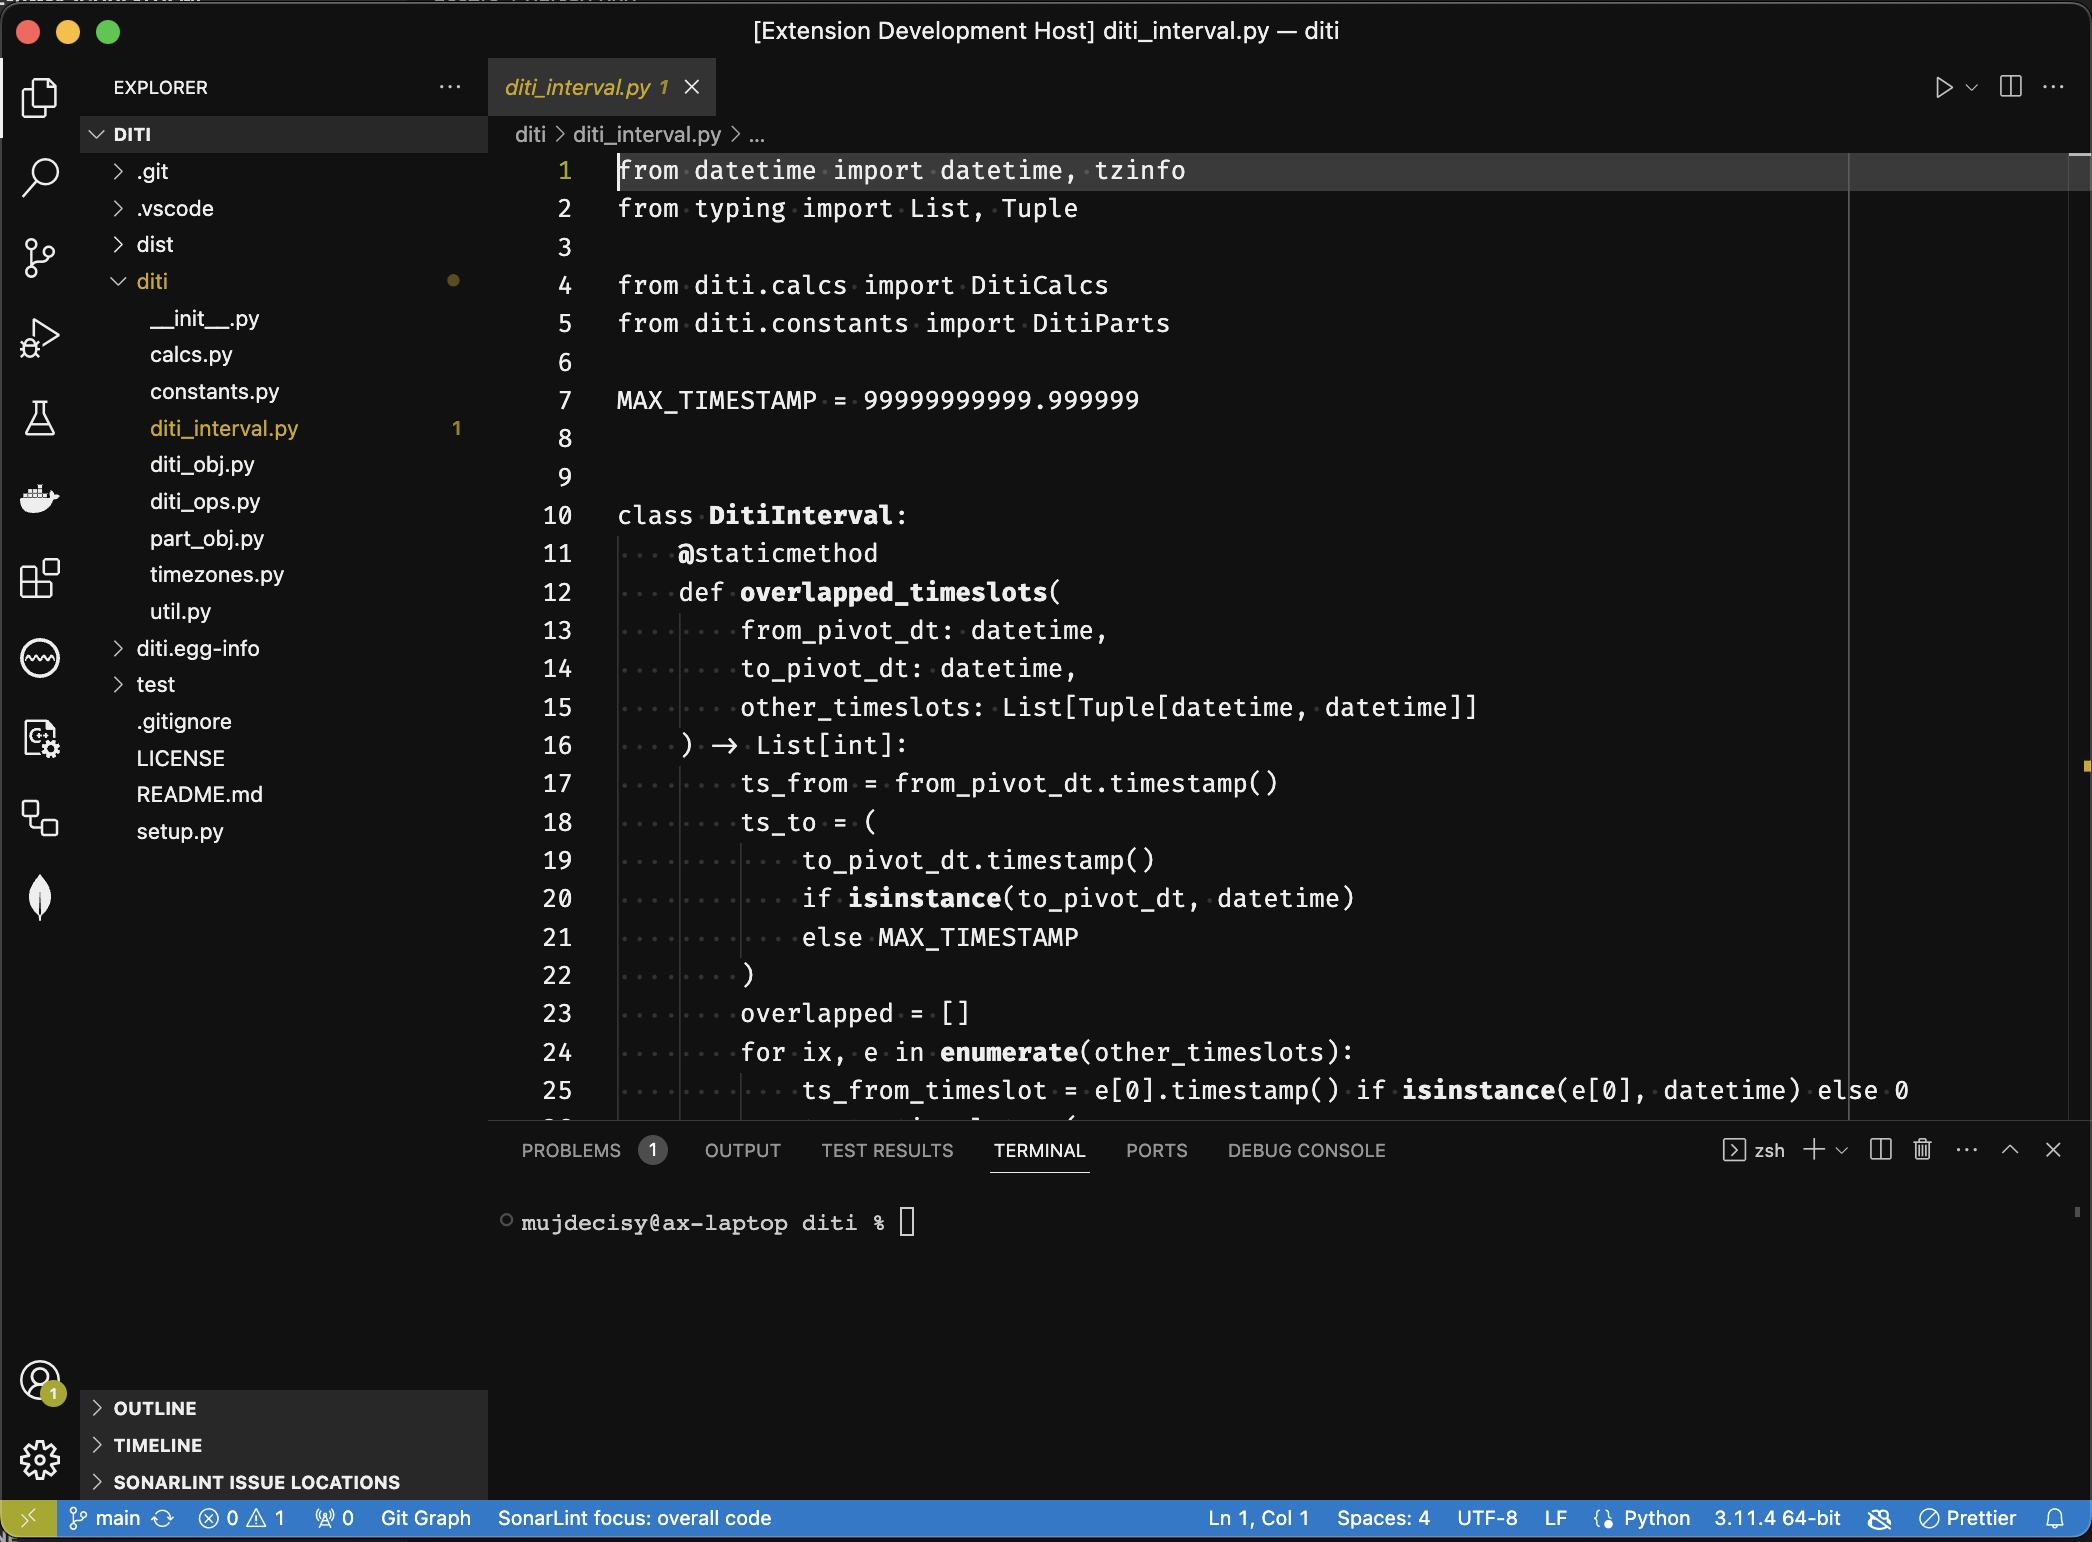 [Extension Development Host] diti_interval.py — diti
EXPLORER
DITI
.git
.vscode
dist
diti
__init__.py
calcs.py
constants.py
diti_interval.py 1
diti_obj.py
diti_ops.py
part_obj.py
timezones.py
util.py
diti.egg-info
test
.gitignore
LICENSE
README.md
setup.py
OUTLINE
TIMELINE
SONARLINT ISSUE LOCATIONS
1
diti_interval.py 1
diti > diti_interval.py > ...
1 from datetime import datetime, tzinfo
2 from typing import List, Tuple
3
4 from diti.calcs import DitiCalcs
5 from diti.constants import DitiParts
6
7 MAX_TIMESTAMP = 99999999999.999999
8
9
10 class DitiInterval:
11     @staticmethod
12     def overlapped_timeslots(
13         from_pivot_dt: datetime,
14         to_pivot_dt: datetime,
15         other_timeslots: List[Tuple[datetime, datetime]]
16     ) -> List[int]:
17         ts_from = from_pivot_dt.timestamp()
18         ts_to = (
19             to_pivot_dt.timestamp()
20             if isinstance(to_pivot_dt, datetime)
21             else MAX_TIMESTAMP
22         )
23         overlapped = []
24         for ix, e in enumerate(other_timeslots):
25             ts_from_timeslot = e[0].timestamp() if isinstance(e[0], datetime) else 0
PROBLEMS 1 OUTPUT TEST RESULTS TERMINAL PORTS DEBUG CONSOLE zsh
mujdecisy@ax-laptop diti %
main 0 1 0 Git Graph SonarLint focus: overall code Ln 1, Col 1 Spaces: 4 UTF-8 LF Python 3.11.4 64-bit Prettier